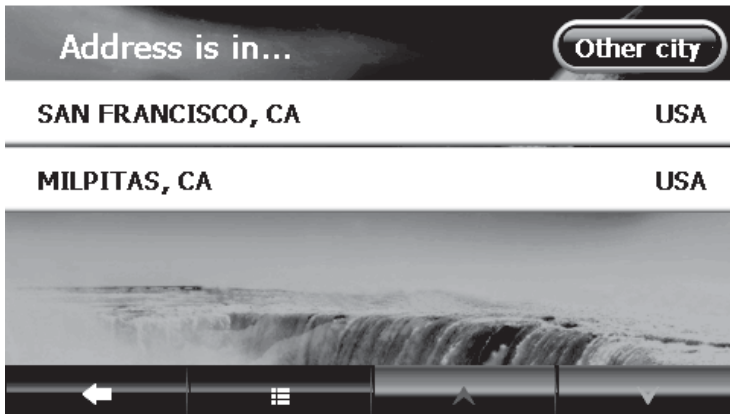 Address is in...
Other city
SAN FRANCISCO, CA USA
MILPITAS, CA USA